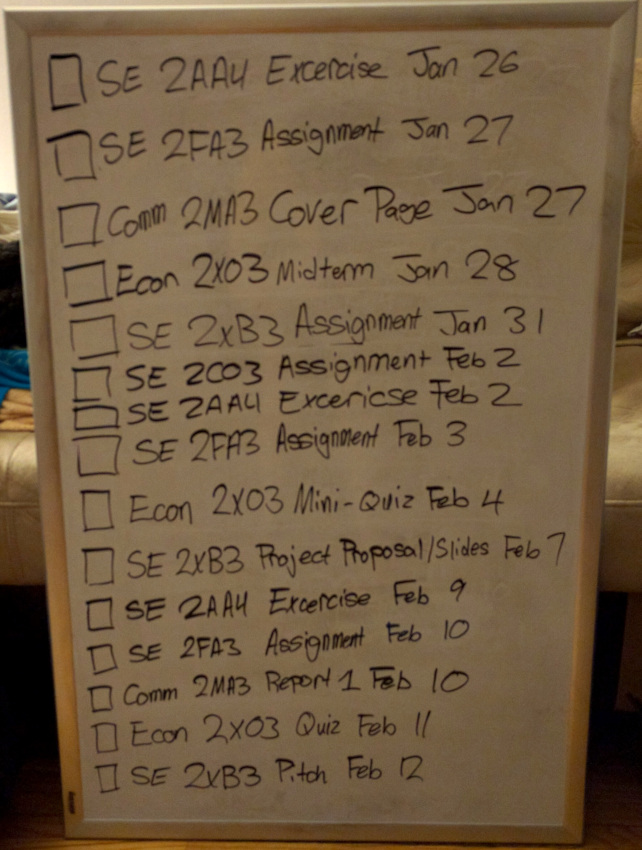 SE 2AA4 Excercise Jan 26
SE 2FA3 Assignment Jan 27
Comm 2MA3 Cover Page Jan 27
Econ 2X03 Midterm Jan 28
SE 2XB3 Assignment Jan 31
SE 2C03 Assignment Feb 2
SE 2AA4 Excericse Feb 2
SE 2FA3 Assignment Feb 3
Econ 2X03 Mini-Quiz Feb 4
SE 2XB3 Project Proposal/Slides Feb 7
SE 2AA4 Excercise Feb 9
SE 2FA3 Assignment Feb 10
Comm 2MA3 Report 1 Feb 10
Econ 2X03 Quiz Feb 11
SE 2XB3 Pitch Feb 12